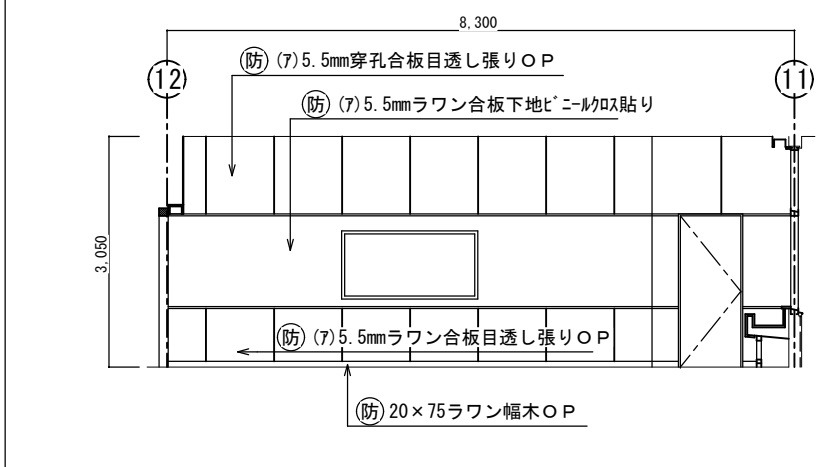 8,300
防 (ｱ)5.5mm穿孔合板目透し張りＯＰ
12
11
防 (ｱ)5.5mmラワン合板下地ﾋﾞﾆｰﾙｸﾛｽ貼り
3,050
防 (ｱ)5.5mmラワン合板目透し張りＯＰ
防 20×75ラワン幅木ＯＰ